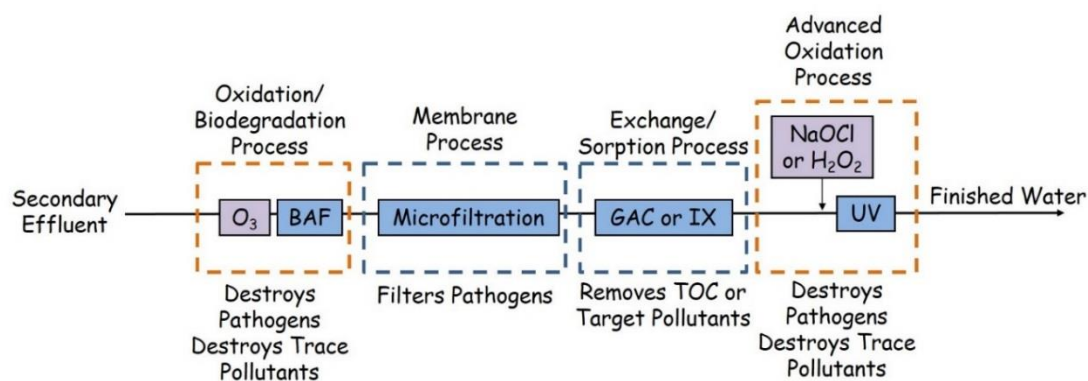 Advanced
Oxidation
Process
Oxidation/
Biodegradation
Process
Membrane
Process
Exchange/
Sorption Process
NaOCl
or H₂O₂
Secondary
Effluent
O₃
BAF
Microfiltration
GAC or IX
UV
Finished Water
Destroys
Pathogens
Destroys Trace
Pollutants
Filters Pathogens
Removes TOC or
Target Pollutants
Destroys
Pathogens
Destroys Trace
Pollutants